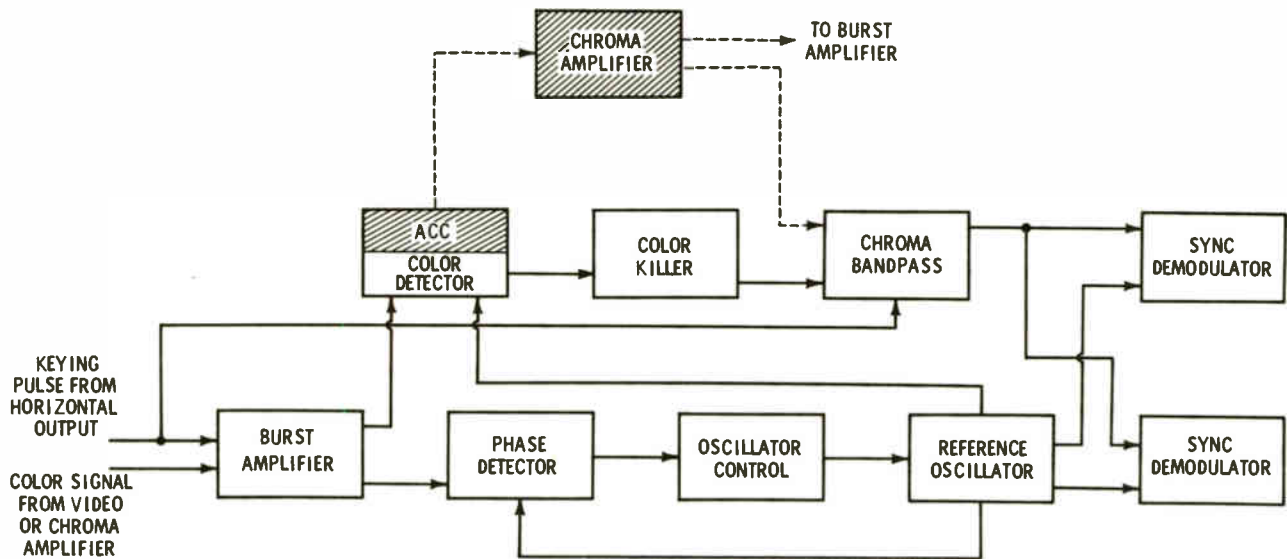 CHROMA
AMPLIFIER
TO BURST
AMPLIFIER
ACC
COLOR
DETECTOR
COLOR
KILLER
CHROMA
BANDPASS
SYNC
DEMODULATOR
KEYING
PULSE FROM
HORIZONTAL
OUTPUT
COLOR SIGNAL
FROM VIDEO
OR CHROMA
AMPLIFIER
BURST
AMPLIFIER
PHASE
DETECTOR
OSCILLATOR
CONTROL
REFERENCE
OSCILLATOR
SYNC
DEMODULATOR